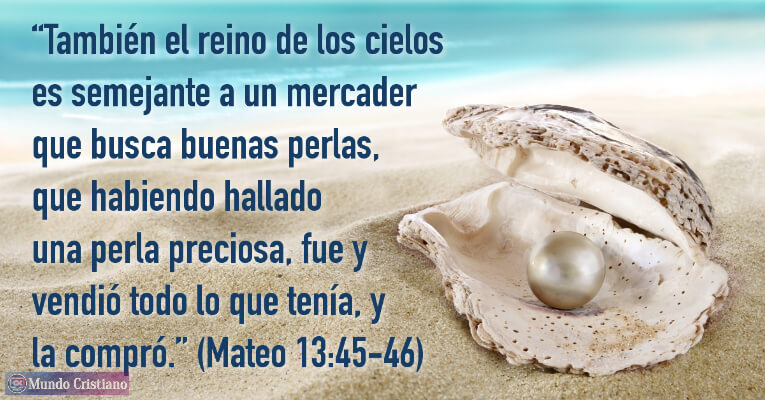 “También el reino de los cielos
es semejante a un mercader
que busca buenas perlas,
que habiendo hallado
una perla preciosa, fue y
vendió todo lo que tenía, y
la compró.” (Mateo 13:45-46)
Mundo Cristiano